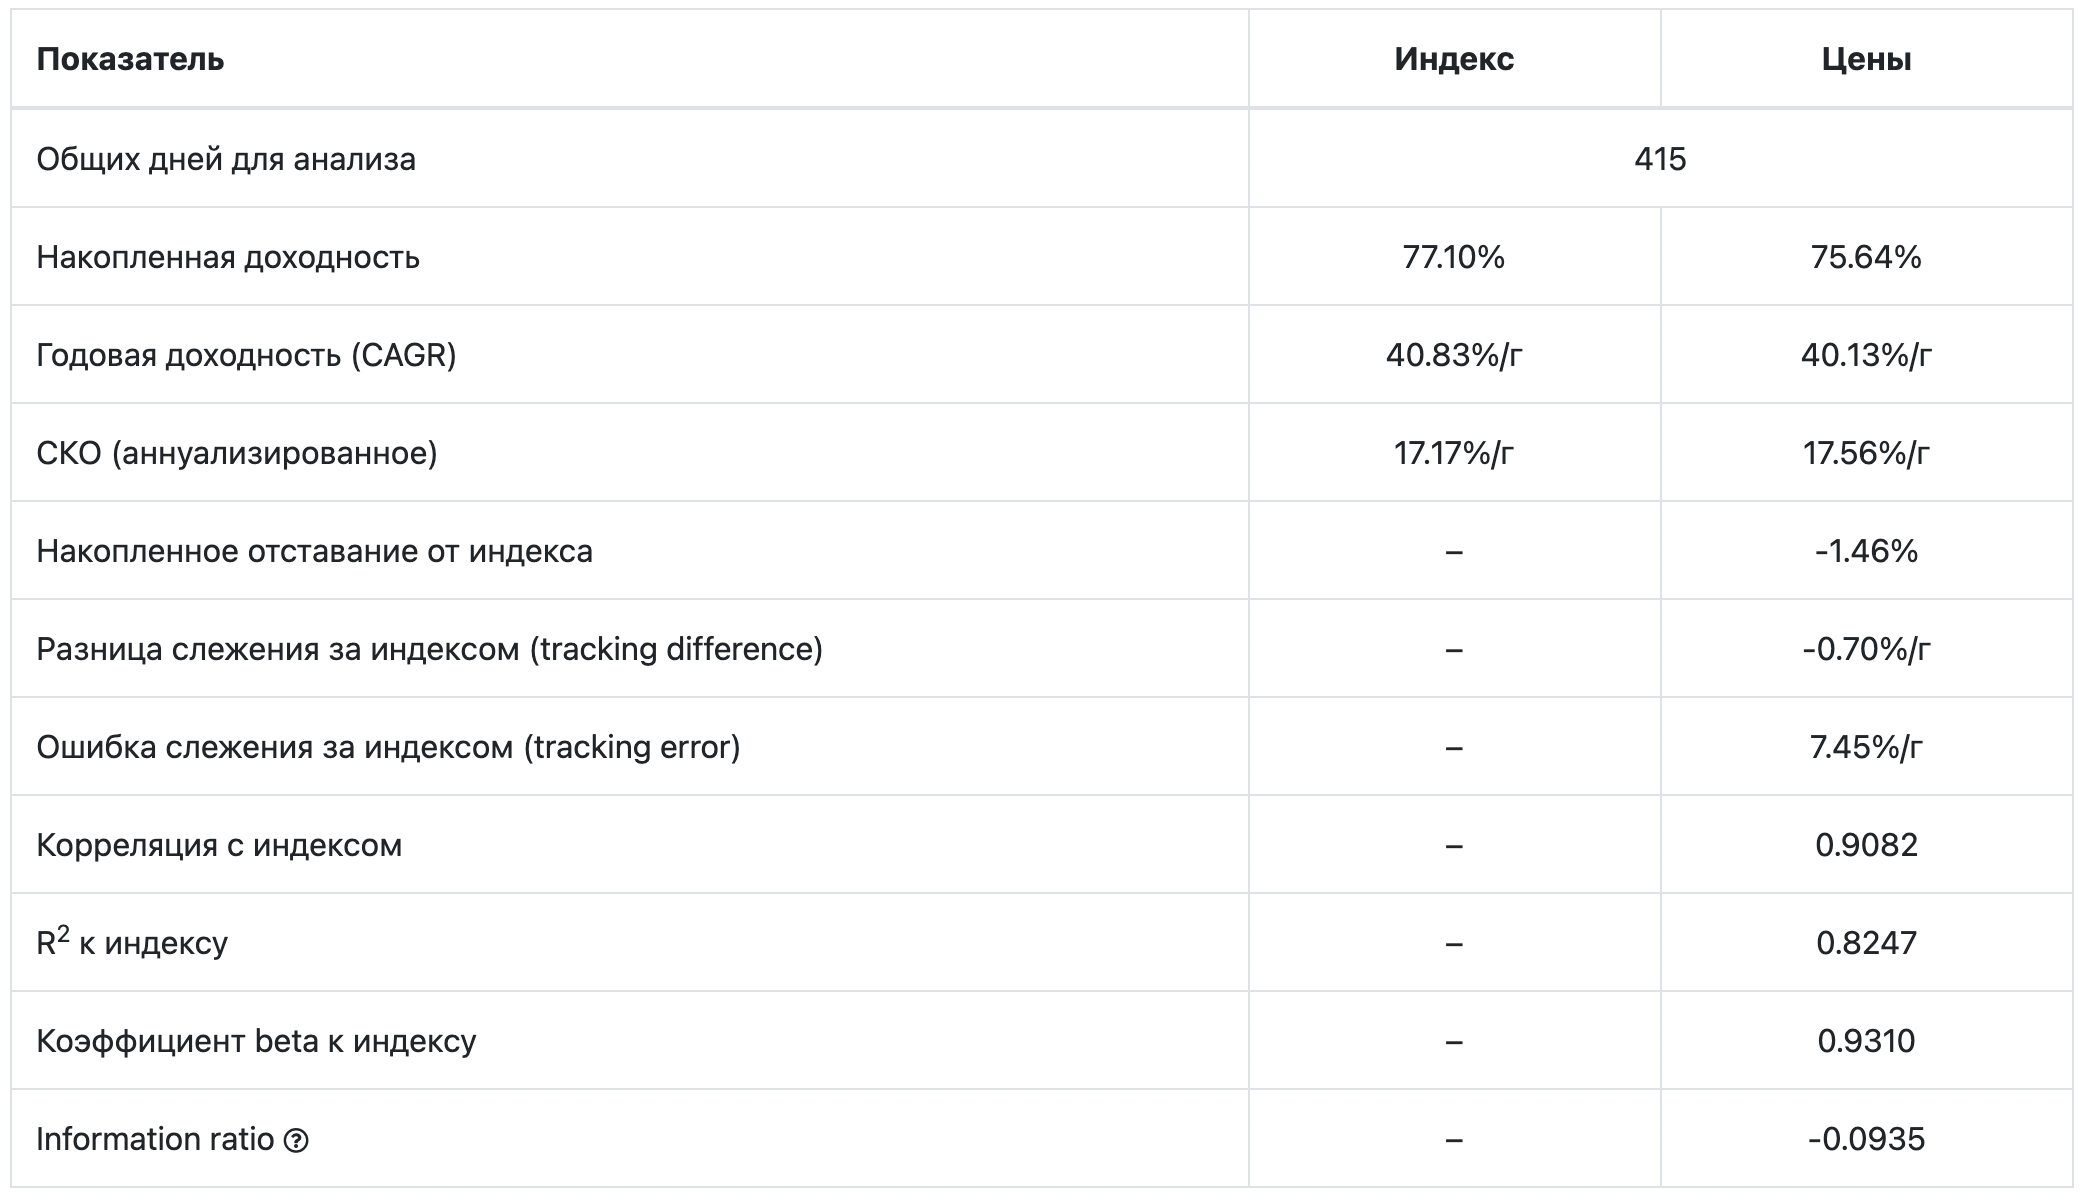 Показатель Индекс Цены
Общих дней для анализа 415
Накопленная доходность 77.10% 75.64%
Годовая доходность (CAGR) 40.83%/г 40.13%/г
СКО (аннуализированное) 17.17%/г 17.56%/г
Накопленное отставание от индекса – -1.46%
Разница слежения за индексом (tracking difference) – -0.70%/г
Ошибка слежения за индексом (tracking error) – 7.45%/г
Корреляция с индексом – 0.9082
R² к индексу – 0.8247
Коэффициент beta к индексу – 0.9310
Information ratio ? – -0.0935